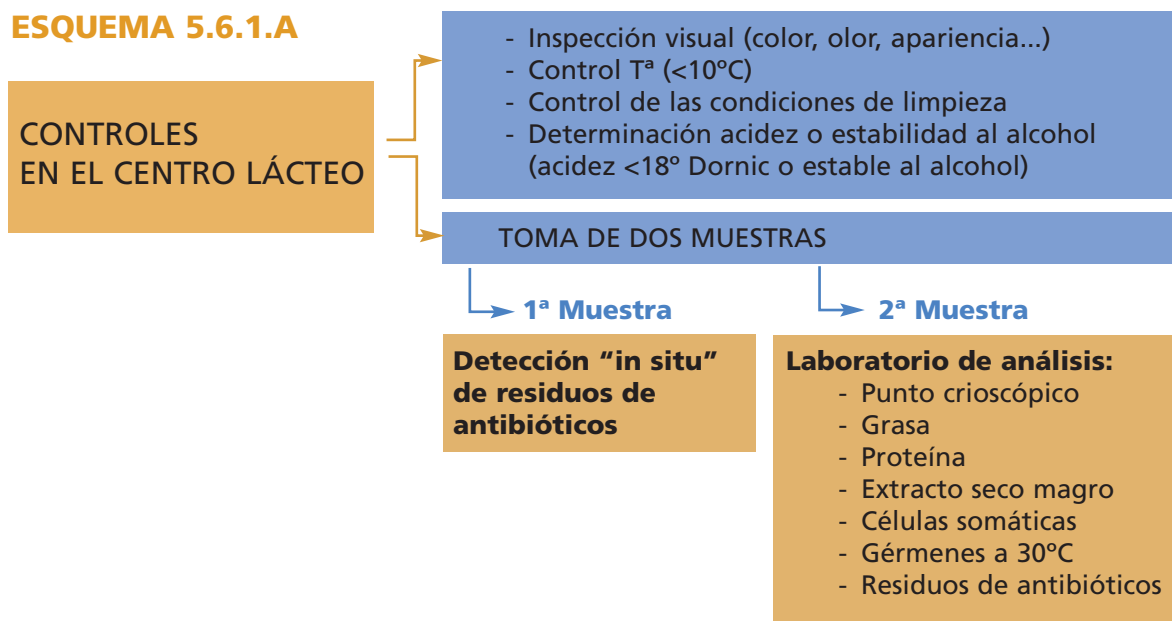 ESQUEMA 5.6.1.A
CONTROLES
EN EL CENTRO LÁCTEO
- Inspección visual (color, olor, apariencia...)
- Control Tª (<10ºC)
- Control de las condiciones de limpieza
- Determinación acidez o estabilidad al alcohol
(acidez <18º Dornic o estable al alcohol)
TOMA DE DOS MUESTRAS
1ª Muestra
Detección “in situ”
de residuos de
antibióticos
2ª Muestra
Laboratorio de análisis:
- Punto crioscópico
- Grasa
- Proteína
- Extracto seco magro
- Células somáticas
- Gérmenes a 30ºC
- Residuos de antibióticos